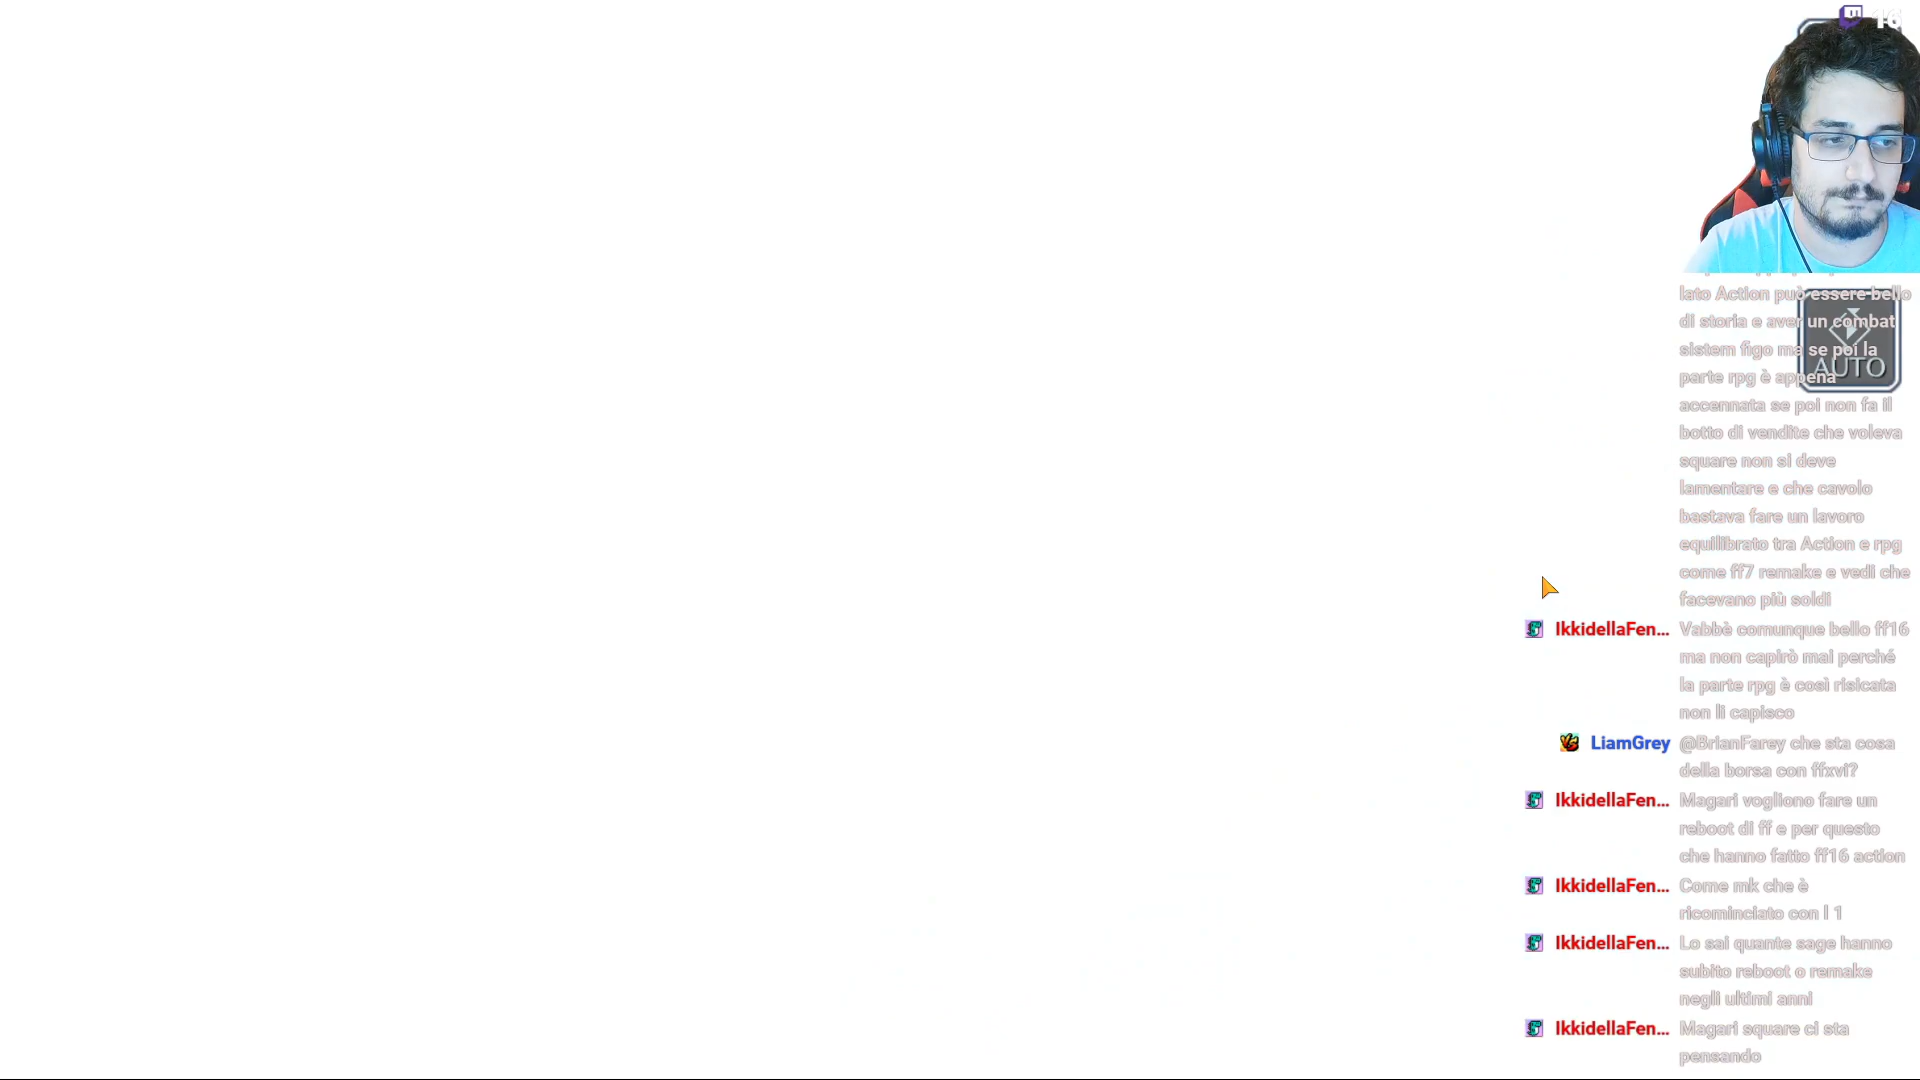 16
lato Action può essere bello
di storia e aver un combat
sistem figo ma se poi la
AUTO
parte rpg è appena
accennata se poi non fa il
botto di vendite che voleva
square non si deve
lamentare e che cavolo
bastava fare un lavoro
equilibrato tra Action e rpg
come ff7 remake e vedi che
facevano più soldi
IkkidellaFen... Vabbè comunque bello ff16
ma non capirò mai perché
la parte rpg è così risicata
non li capisco
LiamGrey @BrianFarey che sta cosa
della borsa con ffxvi?
IkkidellaFen... Magari vogliono fare un
reboot di ff e per questo
che hanno fatto ff16 action
IkkidellaFen... Come mk che è
ricominciato con l 1
IkkidellaFen... Lo sai quante sage hanno
subito reboot o remake
negli ultimi anni
IkkidellaFen... Magari square ci sta
pensando